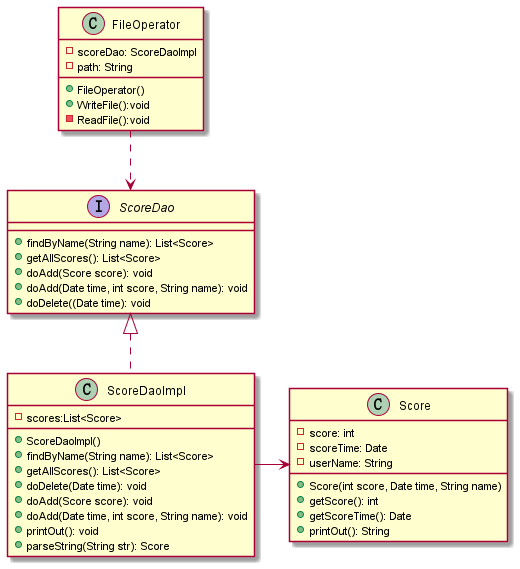 C FileOperator
scoreDao: ScoreDaoImpl
path: String
FileOperator()
WriteFile():void
ReadFile():void
I ScoreDao
findByName(String name): List<Score>
getAllScores(): List<Score>
doAdd(Score score): void
doAdd(Date time, int score, String name): void
doDelete((Date time): void
C ScoreDaoImpl
scores:List<Score>
ScoreDaoImpl()
findByName(String name): List<Score>
getAllScores(): List<Score>
doDelete(Date time): void
doAdd(Score score): void
doAdd(Date time, int score, String name): void
printOut(): void
parseString(String str): Score
C Score
score: int
scoreTime: Date
userName: String
Score(int score, Date time, String name)
getScore(): int
getScoreTime(): Date
printOut(): String